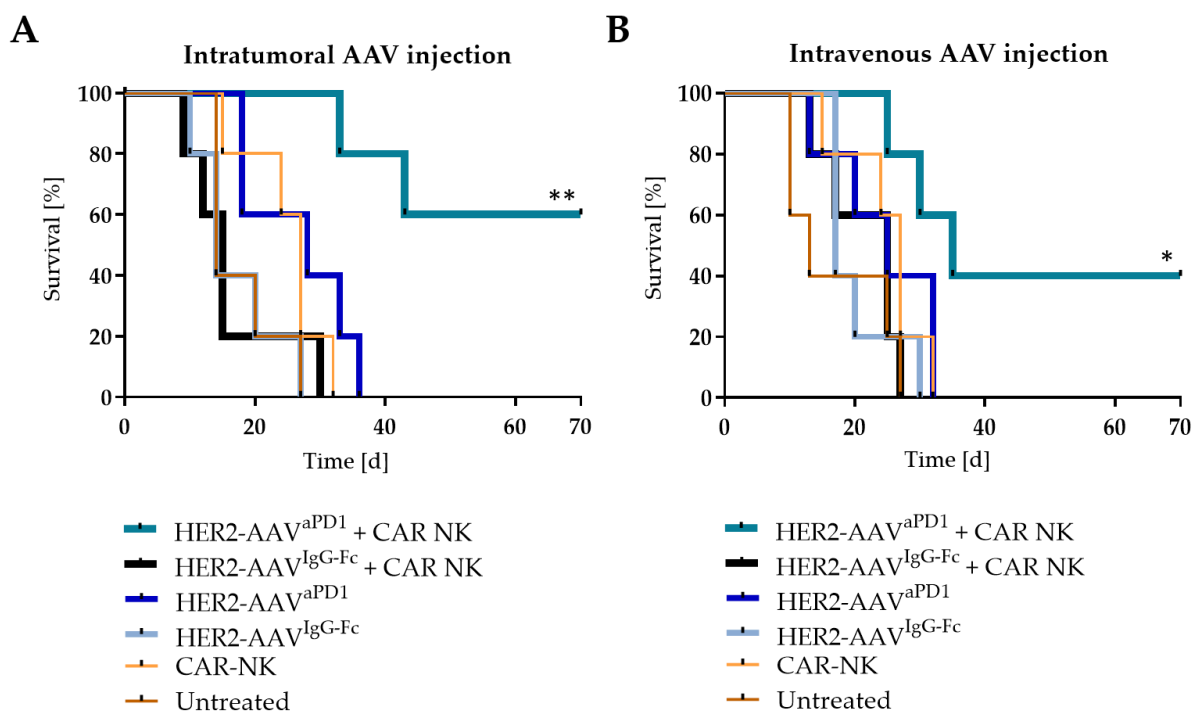 A
Intratumoral AAV injection
Survival [%]
100
80
60
40
20
0
**
0 20 40 60 70
Time [d]
HER2-AAV^aPD1 + CAR NK
HER2-AAV^IgG-Fc + CAR NK
HER2-AAV^aPD1
HER2-AAV^IgG-Fc
CAR-NK
Untreated
B
Intravenous AAV injection
Survival [%]
100
80
60
40
20
0
*
0 20 40 60 70
Time [d]
HER2-AAV^aPD1 + CAR NK
HER2-AAV^IgG-Fc + CAR NK
HER2-AAV^aPD1
HER2-AAV^IgG-Fc
CAR-NK
Untreated